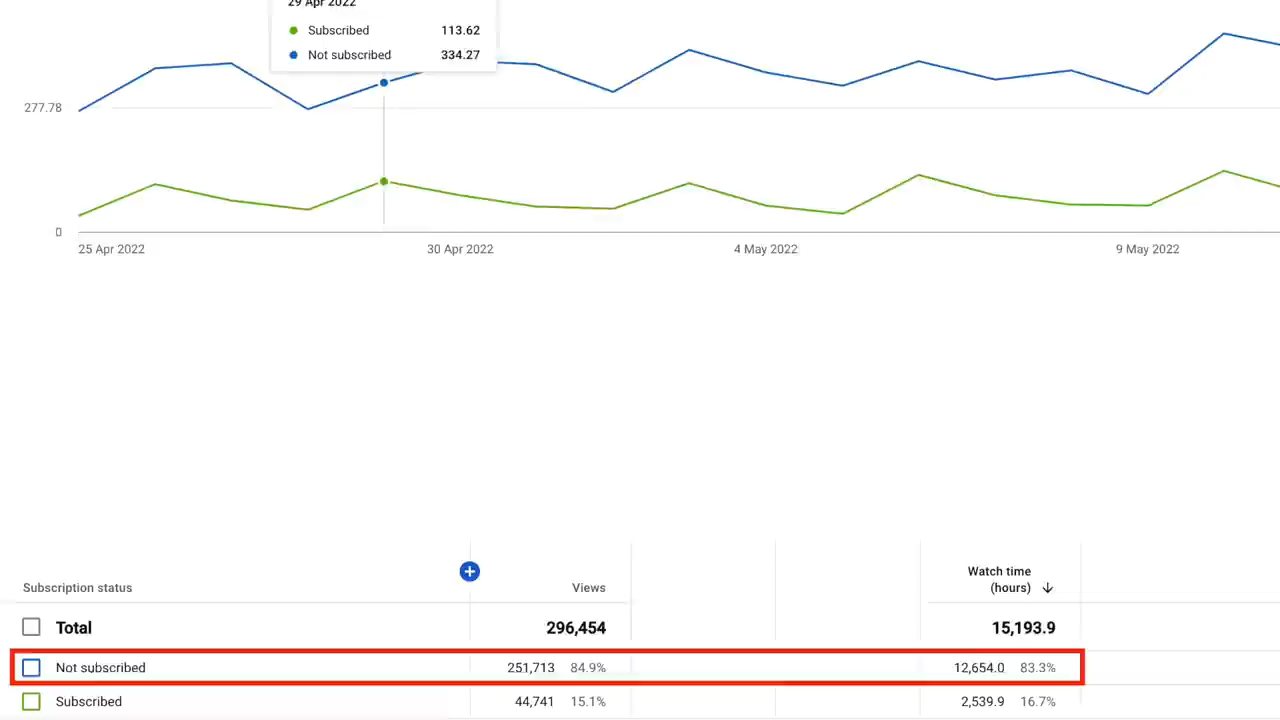 29 Apr 2022
Subscribed 113.62
Not subscribed 334.27
277.78
0
25 Apr 2022 30 Apr 2022 4 May 2022 9 May 2022
Subscription status Views Watch time (hours)
Total 296,454 15,193.9
Not subscribed 251,713 84.9% 12,654.0 83.3%
Subscribed 44,741 15.1% 2,539.9 16.7%